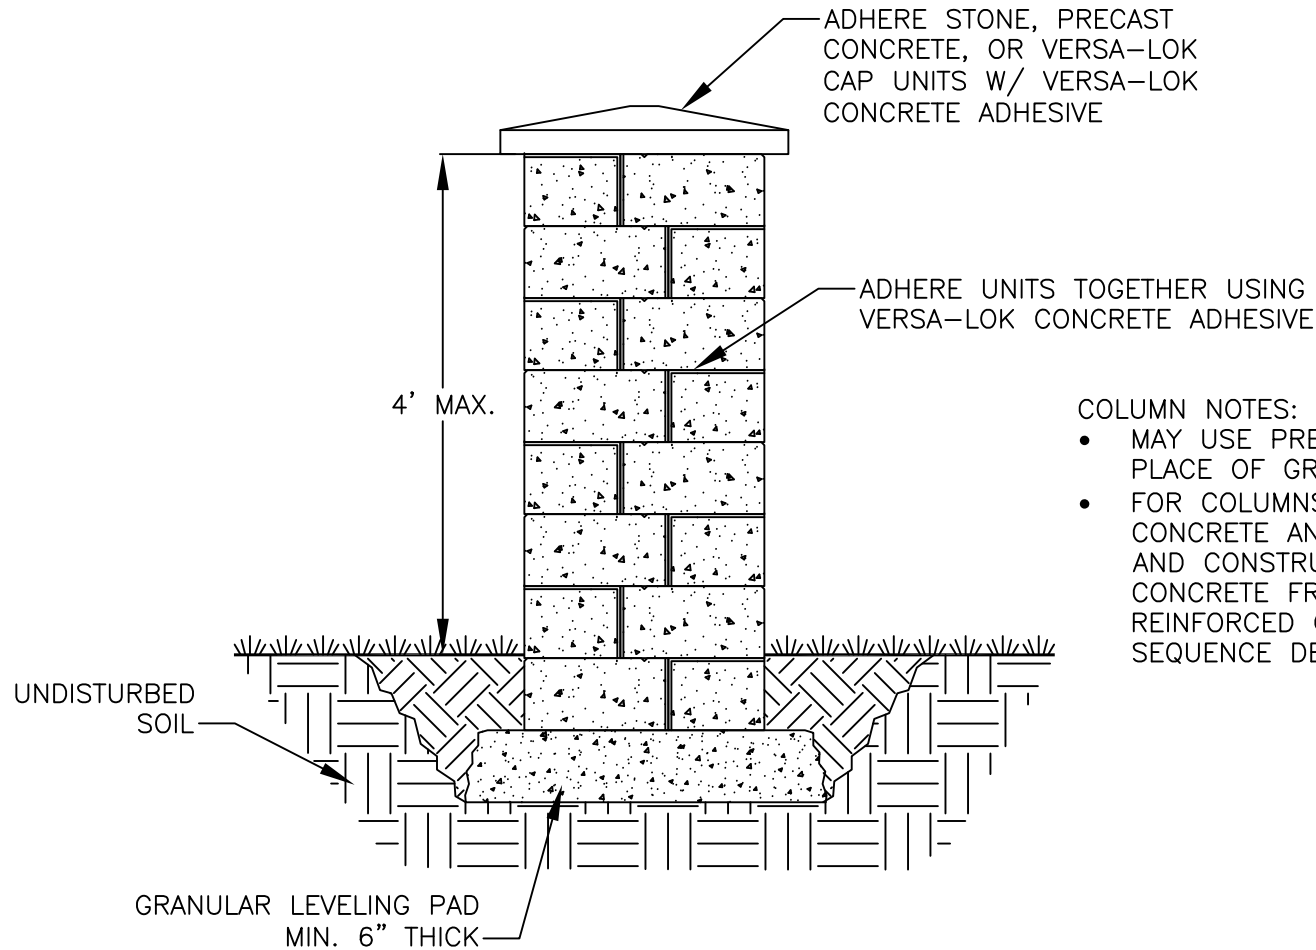 ADHERE STONE, PRECAST
CONCRETE, OR VERSA-LOK
CAP UNITS W/ VERSA-LOK
CONCRETE ADHESIVE
ADHERE UNITS TOGETHER USING
VERSA-LOK CONCRETE ADHESIVE
4' MAX.
COLUMN NOTES:
• MAY USE
PLACE OF
• FOR COLUMNS
CONCRETE
AND
CONCRETE
REINFORCED
SEQUENCE
UNDISTURBED
SOIL
GRANULAR LEVELING PAD
MIN. 6" THICK